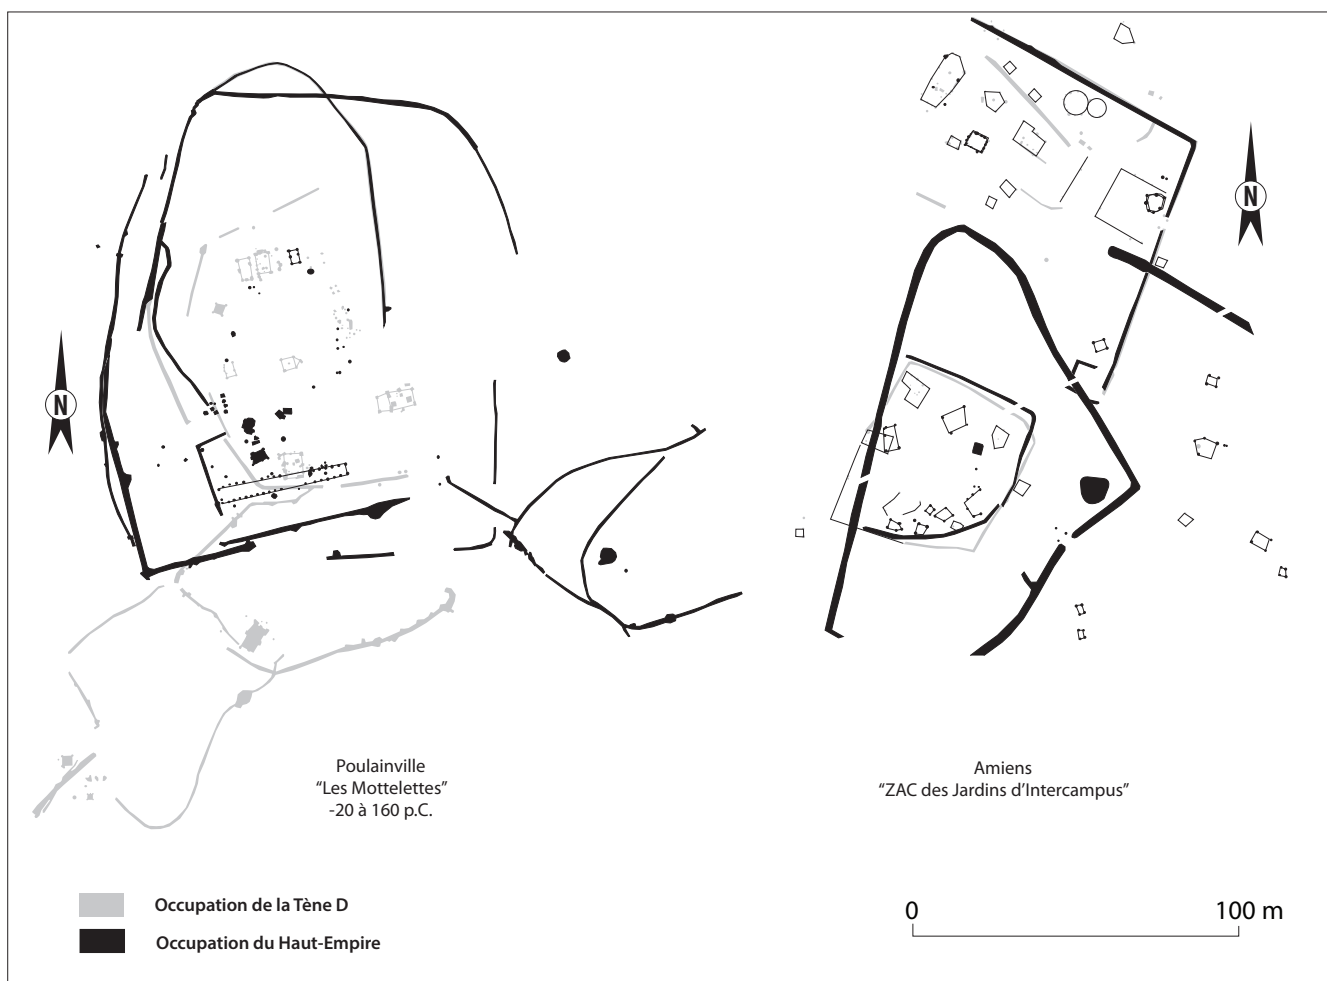 N
N
Poulainville
“Les Mottelettes”
-20 à 160 p.C.
Amiens
“ZAC des Jardins d’Intercampus”
Occupation de la Tène D
Occupation du Haut-Empire
0 100 m